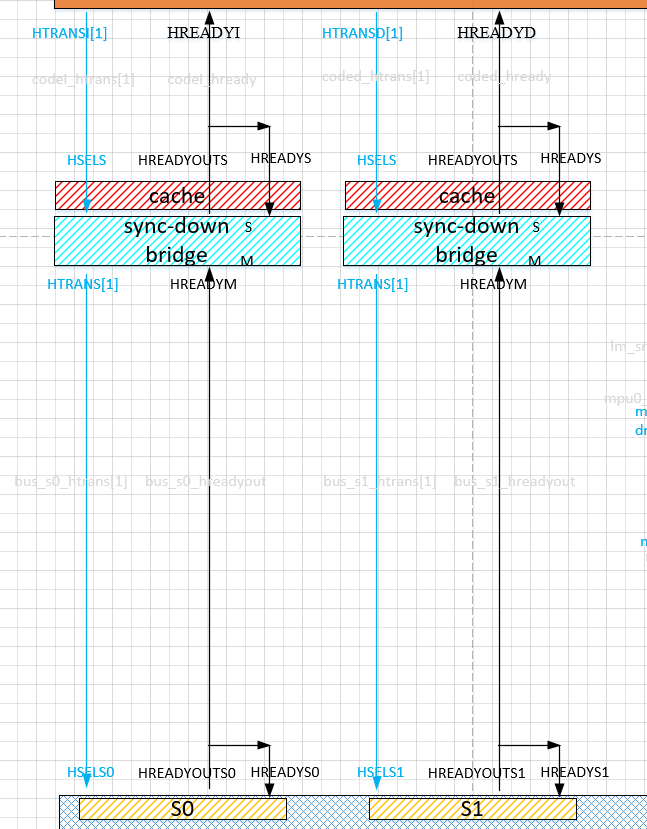 HTRANSI[1] HREADYI HTRANSD[1] HREADYD
codeI_htrans[1] codeI_hready coded_htrans[1] coded_hready
HSELS HREADYOUTS HREADYS HSELS HREADYOUTS HREADYS
cache cache
sync-down S sync-down S
bridge M bridge M
HTRANS[1] HREADYM HTRANS[1] HREADYM
mpu0_
bus_s0_htrans[1] bus_s0_hreadyout bus_s1_htrans[1] bus_s1_hreadyout
HSELS0 HREADYOUTS0 HREADYS0 HSELS1 HREADYOUTS1 HREADYS1
S0 S1